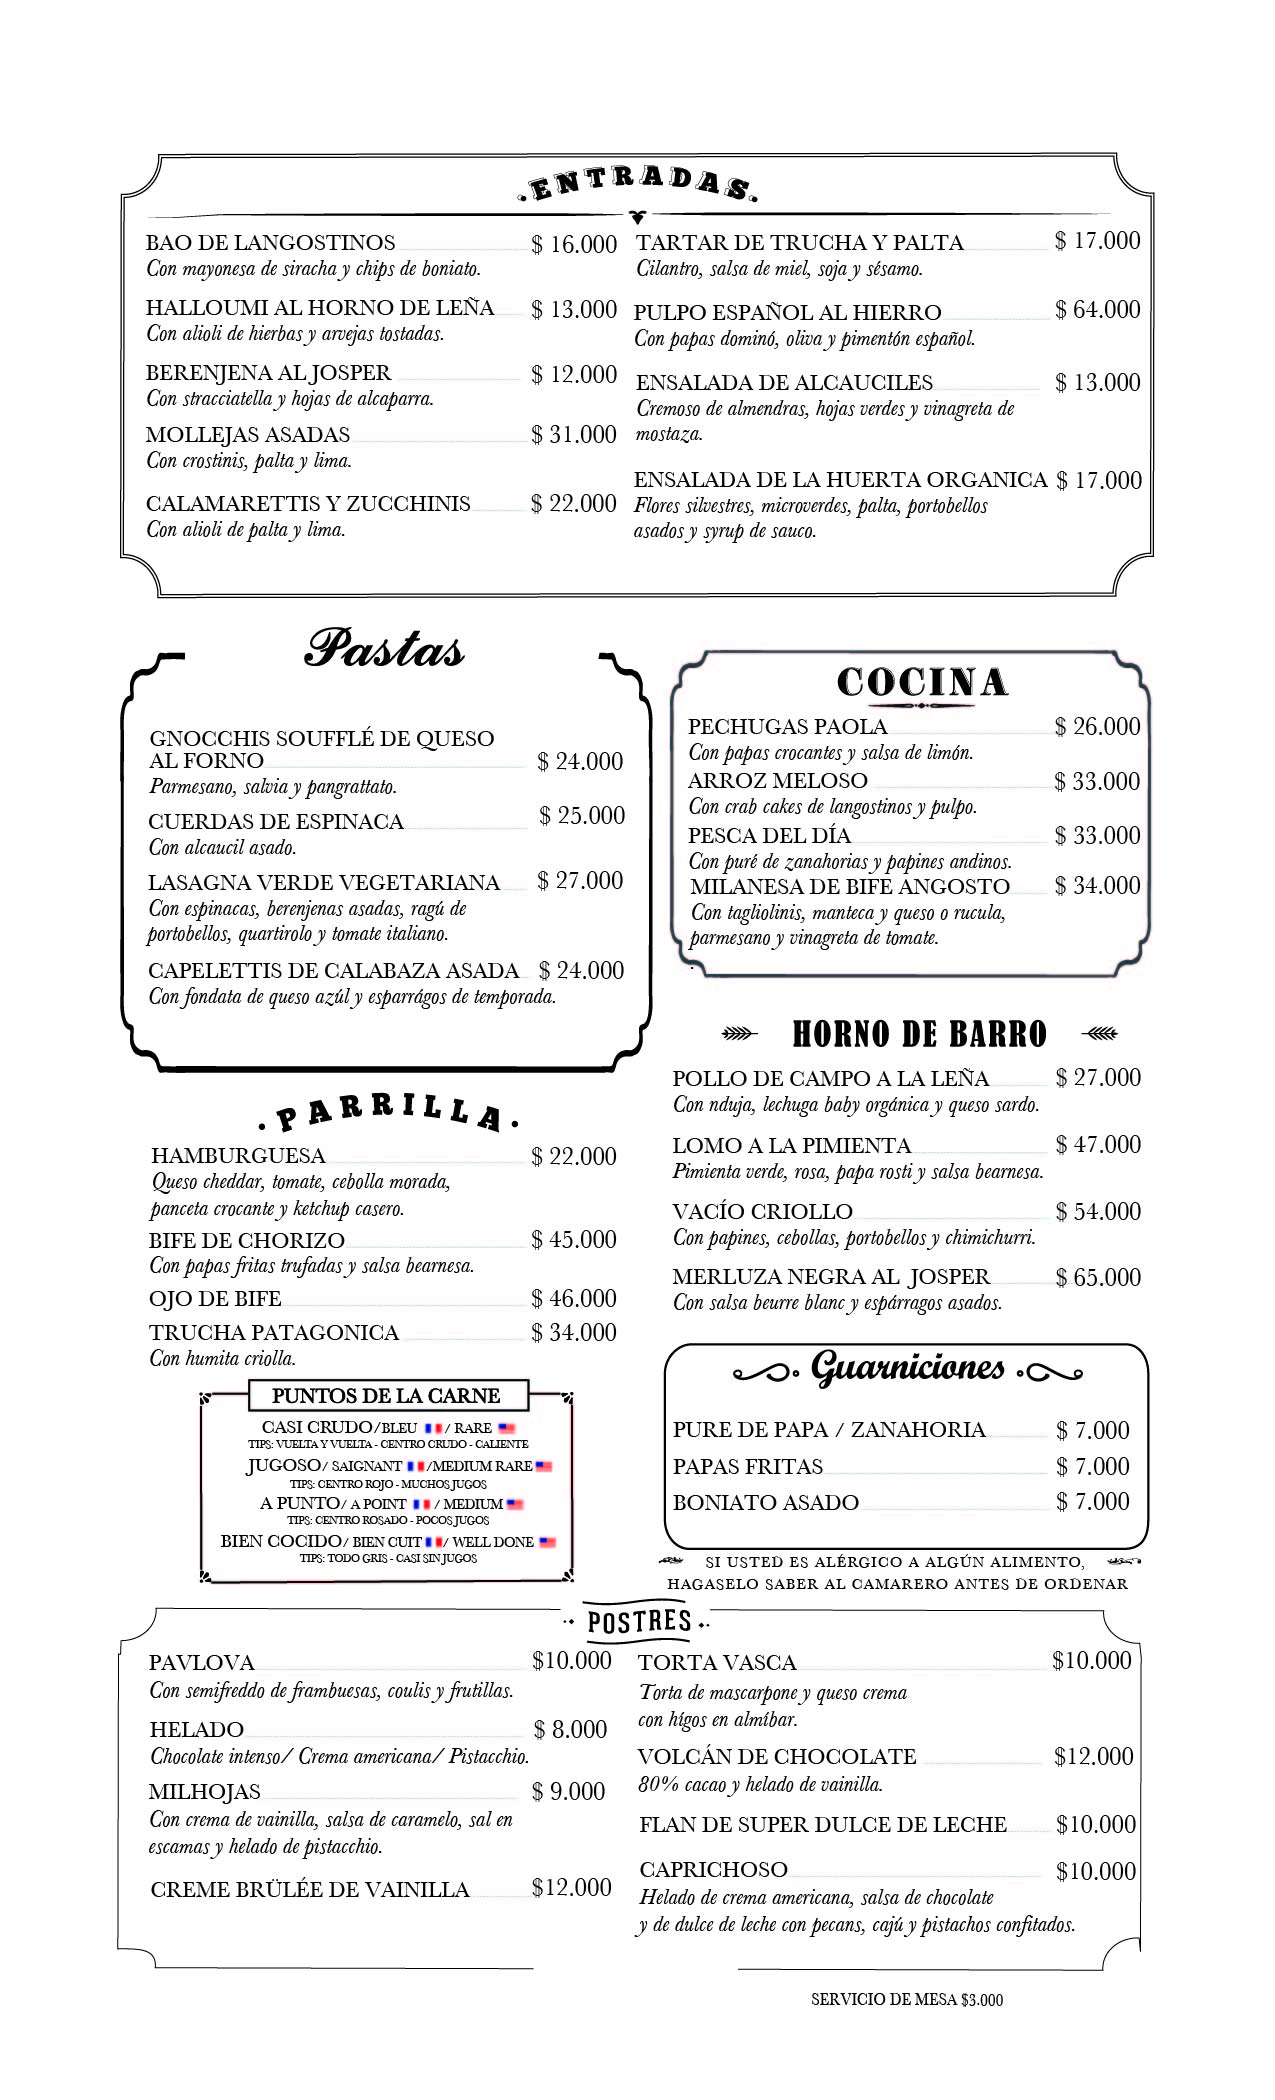 .ENTRADAS.
BAO DE LANGOSTINOS $ 16.000
Con mayonesa de siracha y chips de boniato.
HALLOUMI AL HORNO DE LEÑA $ 13.000
Con alioli de hierbas y arvejas tostadas.
BERENJENA AL JOSPER $ 12.000
Con stracciatella y hojas de alcaparra.
MOLLEJAS ASADAS $ 31.000
Con crostinis, palta y lima.
CALAMARETTIS Y ZUCCHINIS $ 22.000
Con alioli de palta y lima.
TARTAR DE TRUCHA Y PALTA $ 17.000
Cilantro, salsa de miel, soja y sésamo.
PULPO ESPAÑOL AL HIERRO $ 64.000
Con papas dominó, oliva y pimentón español.
ENSALADA DE ALCAUCILES $ 13.000
Cremoso de almendras, hojas verdes y vinagreta de
mostaza.
ENSALADA DE LA HUERTA ORGANICA $ 17.000
Flores silvestres, microverdes, palta, portobellos
asados y syrup de sauco.
Pastas
GNOCCHIS SOUFFLÉ DE QUESO
AL FORNO $ 24.000
Parmesano, salvia y pangrattato.
CUERDAS DE ESPINACA $ 25.000
Con alcaucil asado.
LASAGNA VERDE VEGETARIANA $ 27.000
Con espinacas, berenjenas asadas, ragú de
portobellos, quartirolo y tomate italiano.
CAPELETTIS DE CALABAZA ASADA $ 24.000
Con fondata de queso azúl y esparrágos de temporada.
COCINA
PECHUGAS PAOLA $ 26.000
Con papas crocantes y salsa de limón.
ARROZ MELOSO $ 33.000
Con crab cakes de langostinos y pulpo.
PESCA DEL DÍA $ 33.000
Con puré de zanahorias y papines andinos.
MILANESA DE BIFE ANGOSTO $ 34.000
Con tagliolinis, manteca y queso o rucula,
parmesano y vinagreta de tomate.
.
.PARRILLA.
HAMBURGUESA $ 22.000
Queso cheddar, tomate, cebolla morada,
panceta crocante y ketchup casero.
BIFE DE CHORIZO $ 45.000
Con papas fritas trufadas y salsa bearnesa.
OJO DE BIFE $ 46.000
TRUCHA PATAGONICA $ 34.000
Con humita criolla.
PUNTOS DE LA CARNE
CASI CRUDO/BLEU / RARE
TIPS: VUELTA Y VUELTA - CENTRO CRUDO - CALIENTE
JUGOSO/ SAIGNANT /MEDIUM RARE
TIPS: CENTRO ROJO - MUCHOS JUGOS
A PUNTO/ A POINT / MEDIUM
TIPS: CENTRO ROSADO - POCOS JUGOS
BIEN COCIDO/ BIEN CUIT / WELL DONE
TIPS: TODO GRIS - CASI SIN JUGOS
HORNO DE BARRO
POLLO DE CAMPO A LA LEÑA $ 27.000
Con nduja, lechuga baby orgánica y queso sardo.
LOMO A LA PIMIENTA $ 47.000
Pimienta verde, rosa, papa rosti y salsa bearnesa.
VACÍO CRIOLLO $ 54.000
Con papines, cebollas, portobellos y chimichurri.
MERLUZA NEGRA AL JOSPER $ 65.000
Con salsa beurre blanc y espárragos asados.
Guarniciones
PURE DE PAPA / ZANAHORIA $ 7.000
PAPAS FRITAS $ 7.000
BONIATO ASADO $ 7.000
SI USTED ES ALÉRGICO A ALGÚN ALIMENTO,
HAGASELO SABER AL CAMARERO ANTES DE ORDENAR
POSTRES
PAVLOVA $10.000
Con semifreddo de frambuesas, coulis y frutillas.
HELADO $ 8.000
Chocolate intenso/ Crema americana/ Pistacchio.
MILHOJAS $ 9.000
Con crema de vainilla, salsa de caramelo, sal en
escamas y helado de pistacchio.
CREME BRÜLÉE DE VAINILLA $12.000
TORTA VASCA $10.000
Torta de mascarpone y queso crema
con hígos en almíbar.
VOLCÁN DE CHOCOLATE $12.000
80% cacao y helado de vainilla.
FLAN DE SUPER DULCE DE LECHE $10.000
CAPRICHOSO $10.000
Helado de crema americana, salsa de chocolate
y de dulce de leche con pecans, cajú y pistachos confitados.
SERVICIO DE MESA $3.000